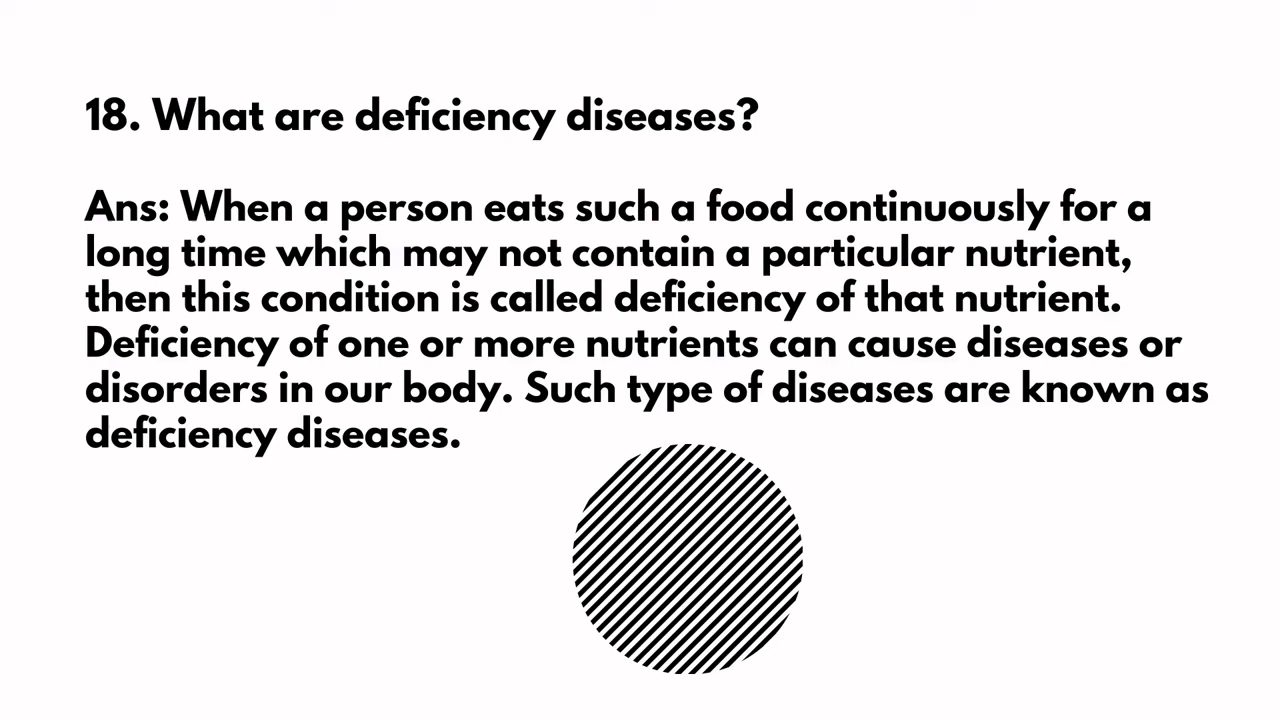 18. What are deficiency diseases?
Ans: When a person eats such a food continuously for a
long time which may not contain a particular nutrient,
then this condition is called deficiency of that nutrient.
Deficiency of one or more nutrients can cause diseases or
disorders in our body. Such type of diseases are known as
deficiency diseases.